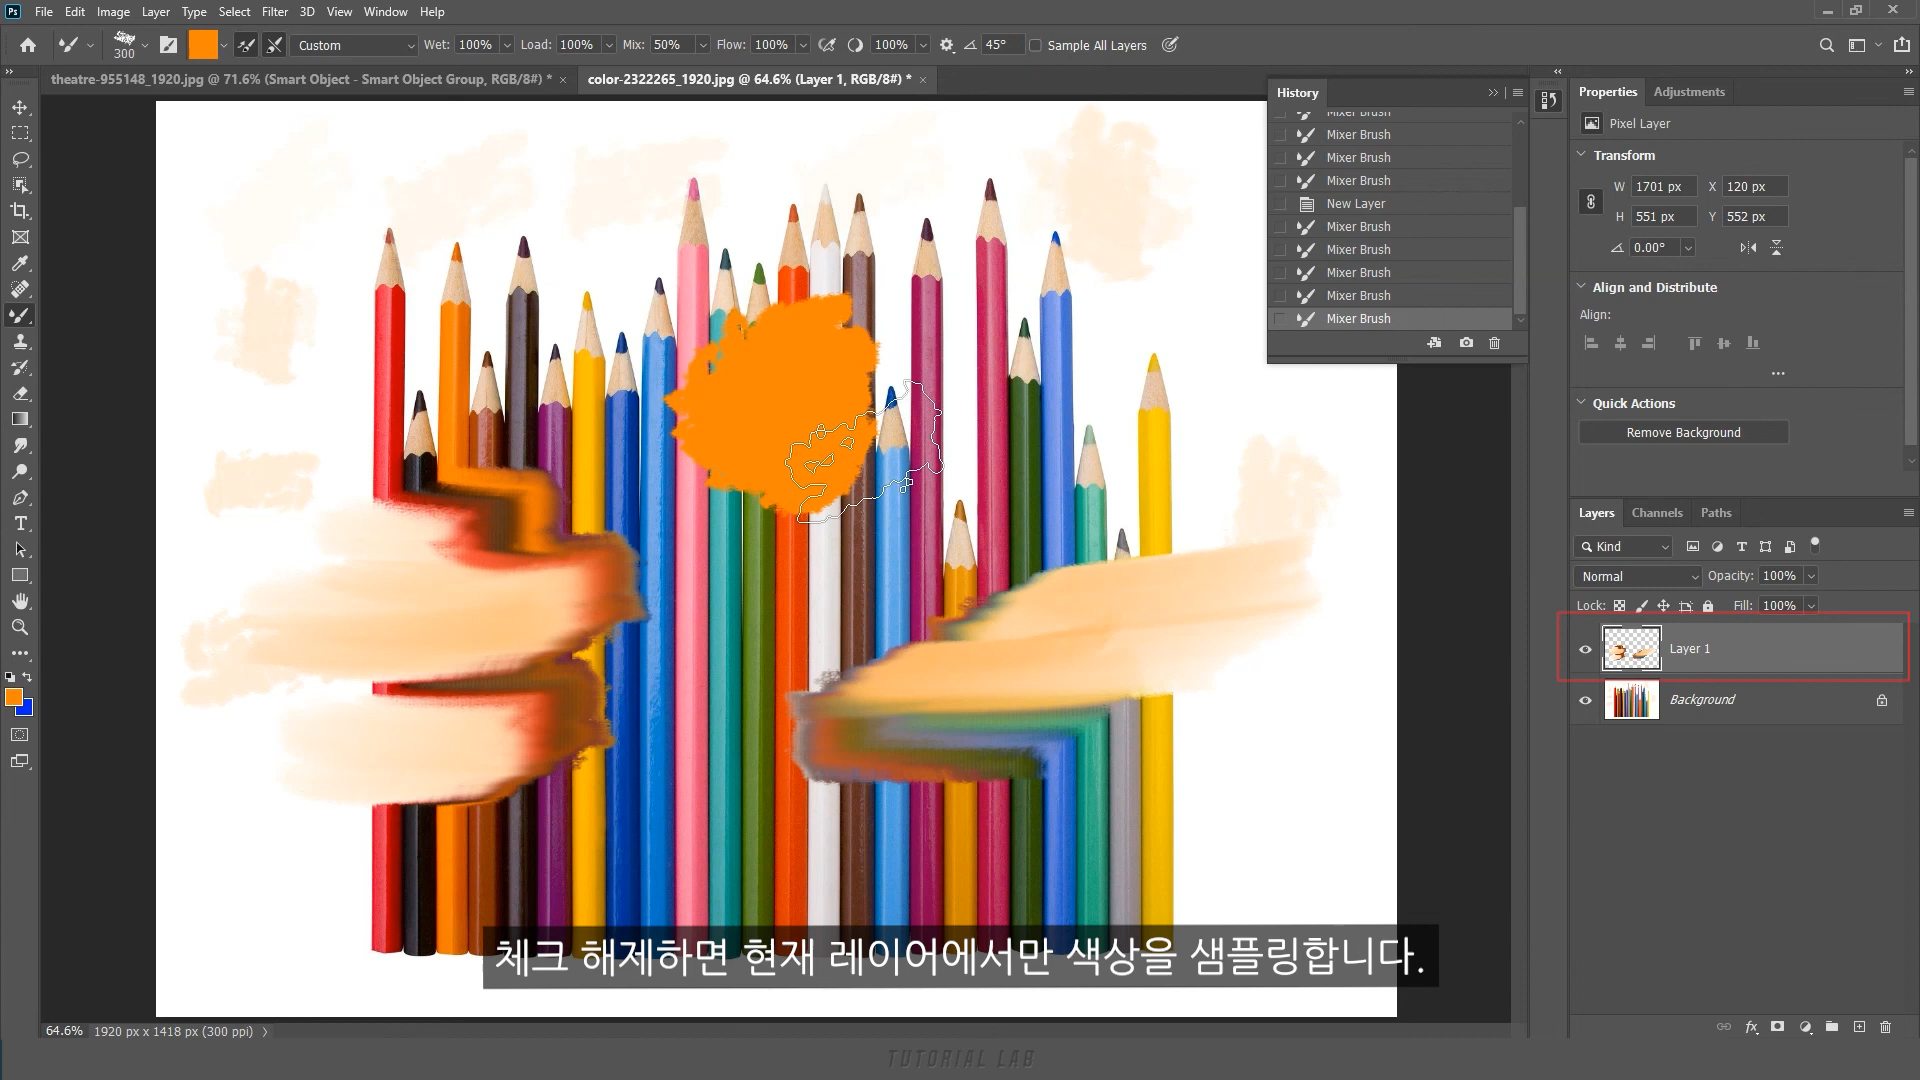 Ps File Edit Image Layer Type Select Filter 3D View Window Help
300 Custom Wet: 100% Load: 100% Mix: 50% Flow: 100% 100% 45° Sample All Layers
theatre-955148_1920.jpg @ 71.6% (Smart Object - Smart Object Group, RGB/8#) * ×
color-2322265_1920.jpg @ 64.6% (Layer 1, RGB/8#) * ×
History
Mixer Brush
Mixer Brush
Mixer Brush
Mixer Brush
New Layer
Mixer Brush
Mixer Brush
Mixer Brush
Mixer Brush
Mixer Brush
Properties Adjustments
Pixel Layer
Transform
W 1701 px X 120 px
H 551 px Y 552 px
0.00°
Align and Distribute
Align:
Quick Actions
Remove Background
Layers Channels Paths
Kind
Normal Opacity: 100%
Lock: Fill: 100%
Layer 1
Background
체크 해제하면 현재 레이어에서만 색상을 샘플링합니다.
64.6% 1920 px x 1418 px (300 ppi)
TUTORIAL LAB